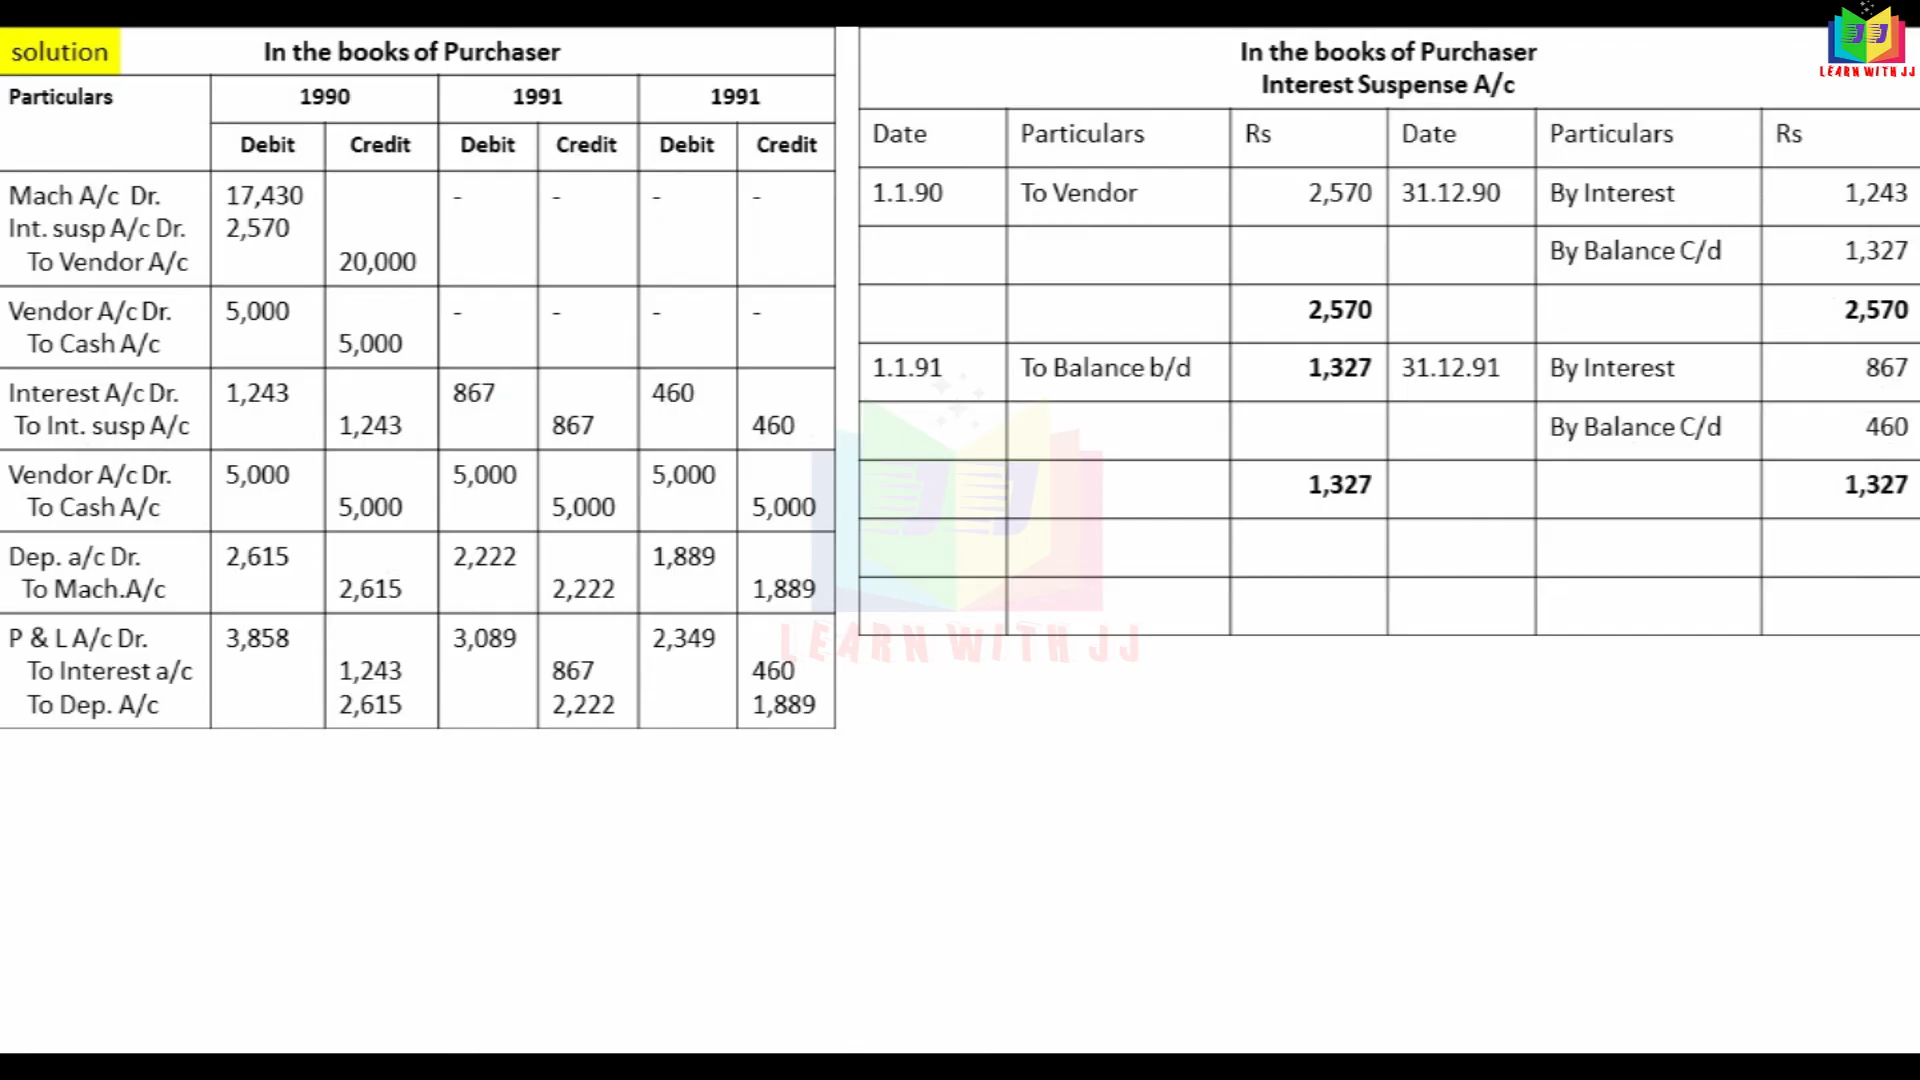 solution
In the books of Purchaser
Particulars 1990 1991 1991
Debit Credit Debit Credit Debit Credit
Mach A/c Dr. 17,430 - - - -
Int. susp A/c Dr. 2,570
To Vendor A/c 20,000
Vendor A/c Dr. 5,000 - - - -
To Cash A/c 5,000
Interest A/c Dr. 1,243 867 460
To Int. susp A/c 1,243 867 460
Vendor A/c Dr. 5,000 5,000 5,000
To Cash A/c 5,000 5,000 5,000
Dep. a/c Dr. 2,615 2,222 1,889
To Mach.A/c 2,615 2,222 1,889
P & L A/c Dr. 3,858 3,089 2,349
To Interest a/c 1,243 867 460
To Dep. A/c 2,615 2,222 1,889
In the books of Purchaser
Interest Suspense A/c
Date Particulars Rs Date Particulars Rs
1.1.90 To Vendor 2,570 31.12.90 By Interest 1,243
By Balance C/d 1,327
2,570 2,570
1.1.91 To Balance b/d 1,327 31.12.91 By Interest 867
By Balance C/d 460
1,327 1,327
JJ
LEARN WITH JJ
JJ
LEARN WITH JJ